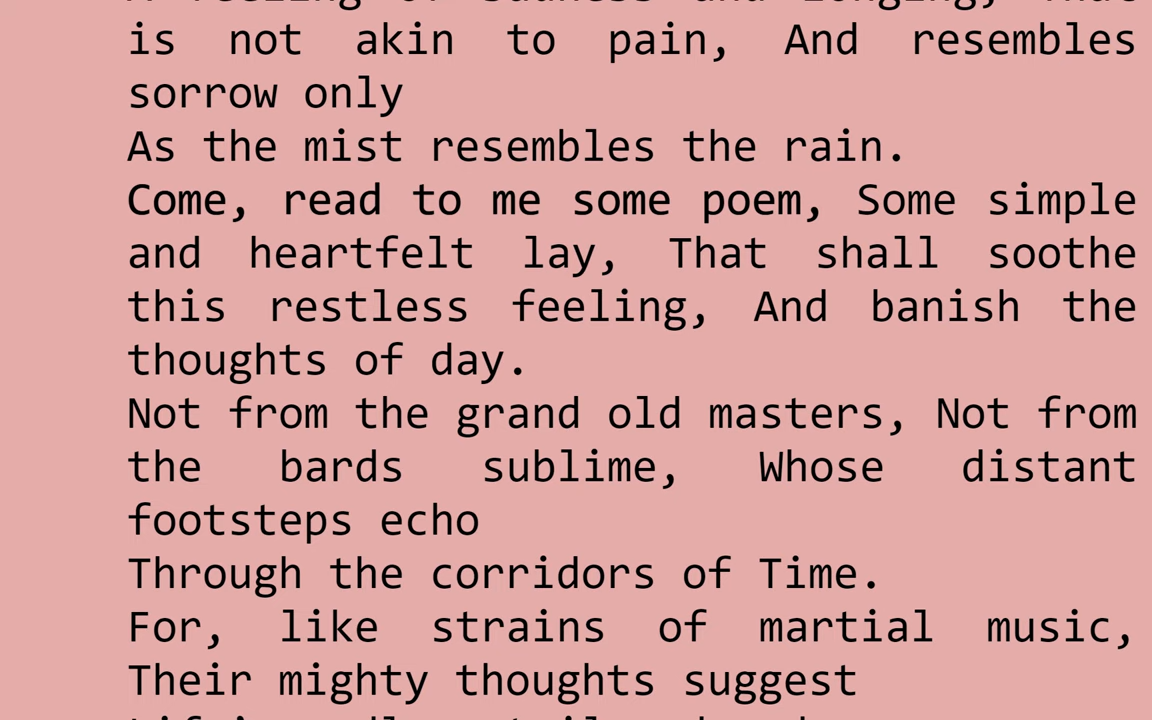 is not akin to pain, And resembles
sorrow only
As the mist resembles the rain.
Come, read to me some poem, Some simple
and heartfelt lay, That shall soothe
this restless feeling, And banish the
thoughts of day.
Not from the grand old masters, Not from
the bards sublime, Whose distant
footsteps echo
Through the corridors of Time.
For, like strains of martial music,
Their mighty thoughts suggest